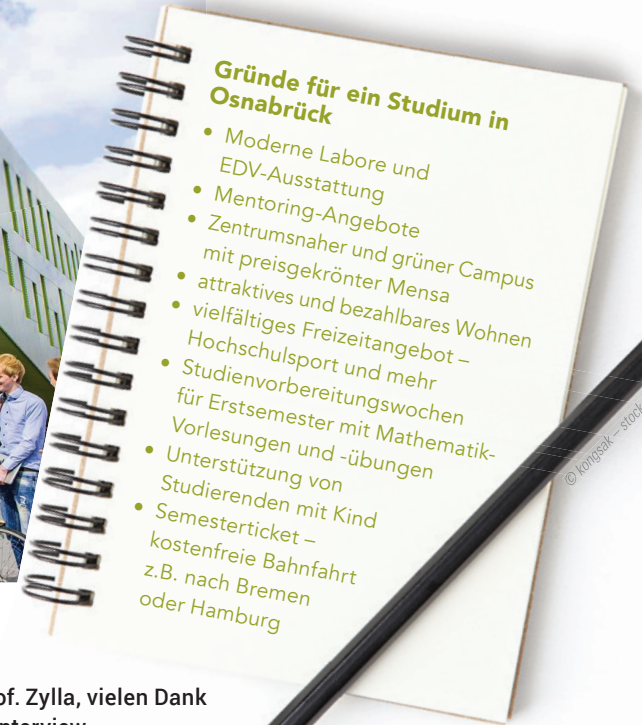 Gründe für ein Studium in
Osnabrück
• Moderne Labore und
EDV-Ausstattung
• Mentoring-Angebote
• Zentrumsnaher und grüner Campus
mit preisgekrönter Mensa
• attraktives und bezahlbares Wohnen
• vielfältiges Freizeitangebot –
Hochschulsport und mehr
• Studienvorbereitungswochen
für Erstsemester mit Mathematik-
Vorlesungen und -übungen
• Unterstützung von
Studierenden mit Kind
• Semesterticket –
kostenfreie Bahnfahrt
z.B. nach Bremen
oder Hamburg
© kongsak – stock
of. Zylla, vielen Dank